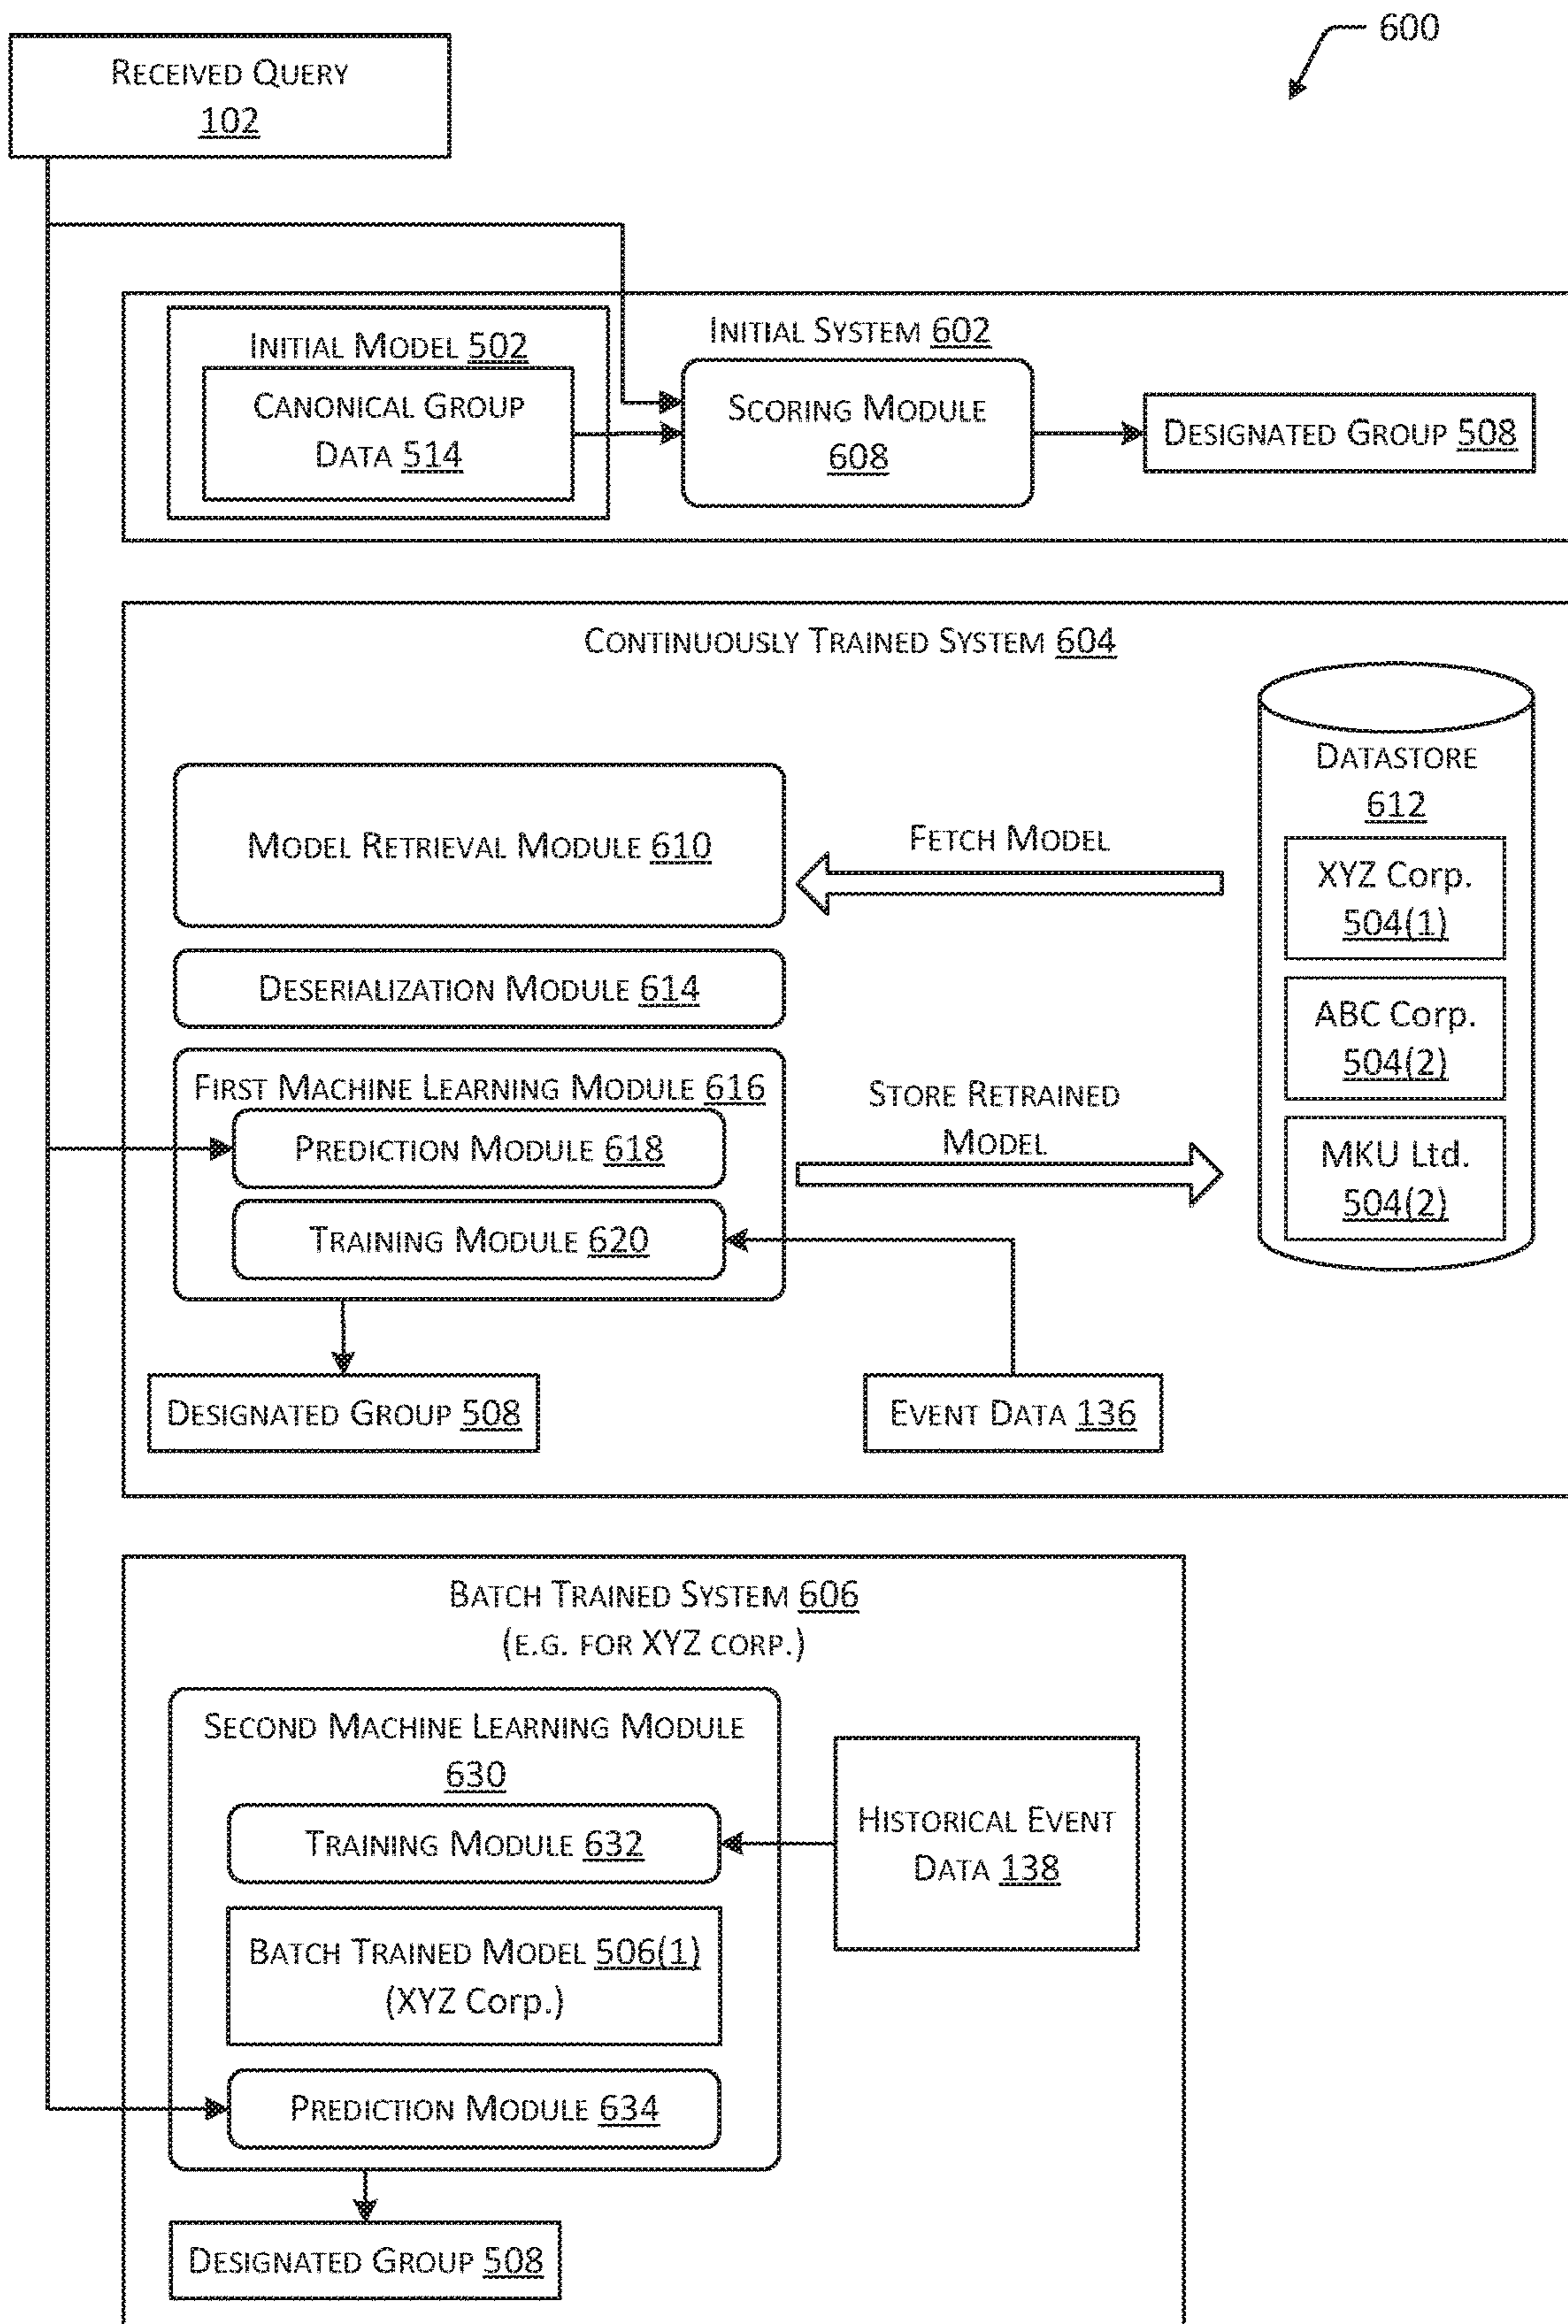 600
RECEIVED QUERY
102
INITIAL SYSTEM 602
INITIAL MODEL 502
CANONICAL GROUP
DATA 514
SCORING MODULE
608
DESIGNATED GROUP 508
CONTINUOUSLY TRAINED SYSTEM 604
DATASTORE
612
XYZ Corp.
504(1)
ABC Corp.
504(2)
MKU Ltd.
504(2)
MODEL RETRIEVAL MODULE 610
FETCH MODEL
DESERIALIZATION MODULE 614
FIRST MACHINE LEARNING MODULE 616
PREDICTION MODULE 618
TRAINING MODULE 620
STORE RETRAINED
MODEL
DESIGNATED GROUP 508
EVENT DATA 136
BATCH TRAINED SYSTEM 606
(E.G. FOR XYZ CORP.)
SECOND MACHINE LEARNING MODULE
630
TRAINING MODULE 632
HISTORICAL EVENT
DATA 138
BATCH TRAINED MODEL 506(1)
(XYZ Corp.)
PREDICTION MODULE 634
DESIGNATED GROUP 508